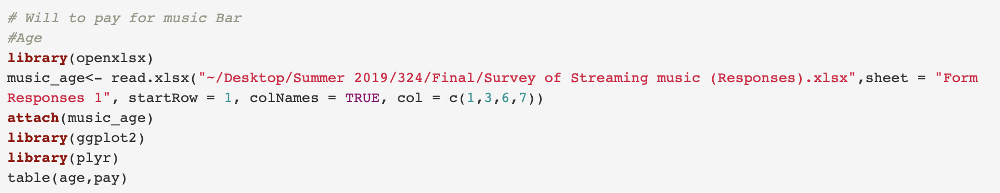 # Will to pay for music Bar
#Age
library(openxlsx)
music_age<- read.xlsx("~/Desktop/Summer 2019/324/Final/Survey of Streaming music (Responses).xlsx",sheet = "Form
Responses 1", startRow = 1, colNames = TRUE, col = c(1,3,6,7))
attach(music_age)
library(ggplot2)
library(plyr)
table(age,pay)